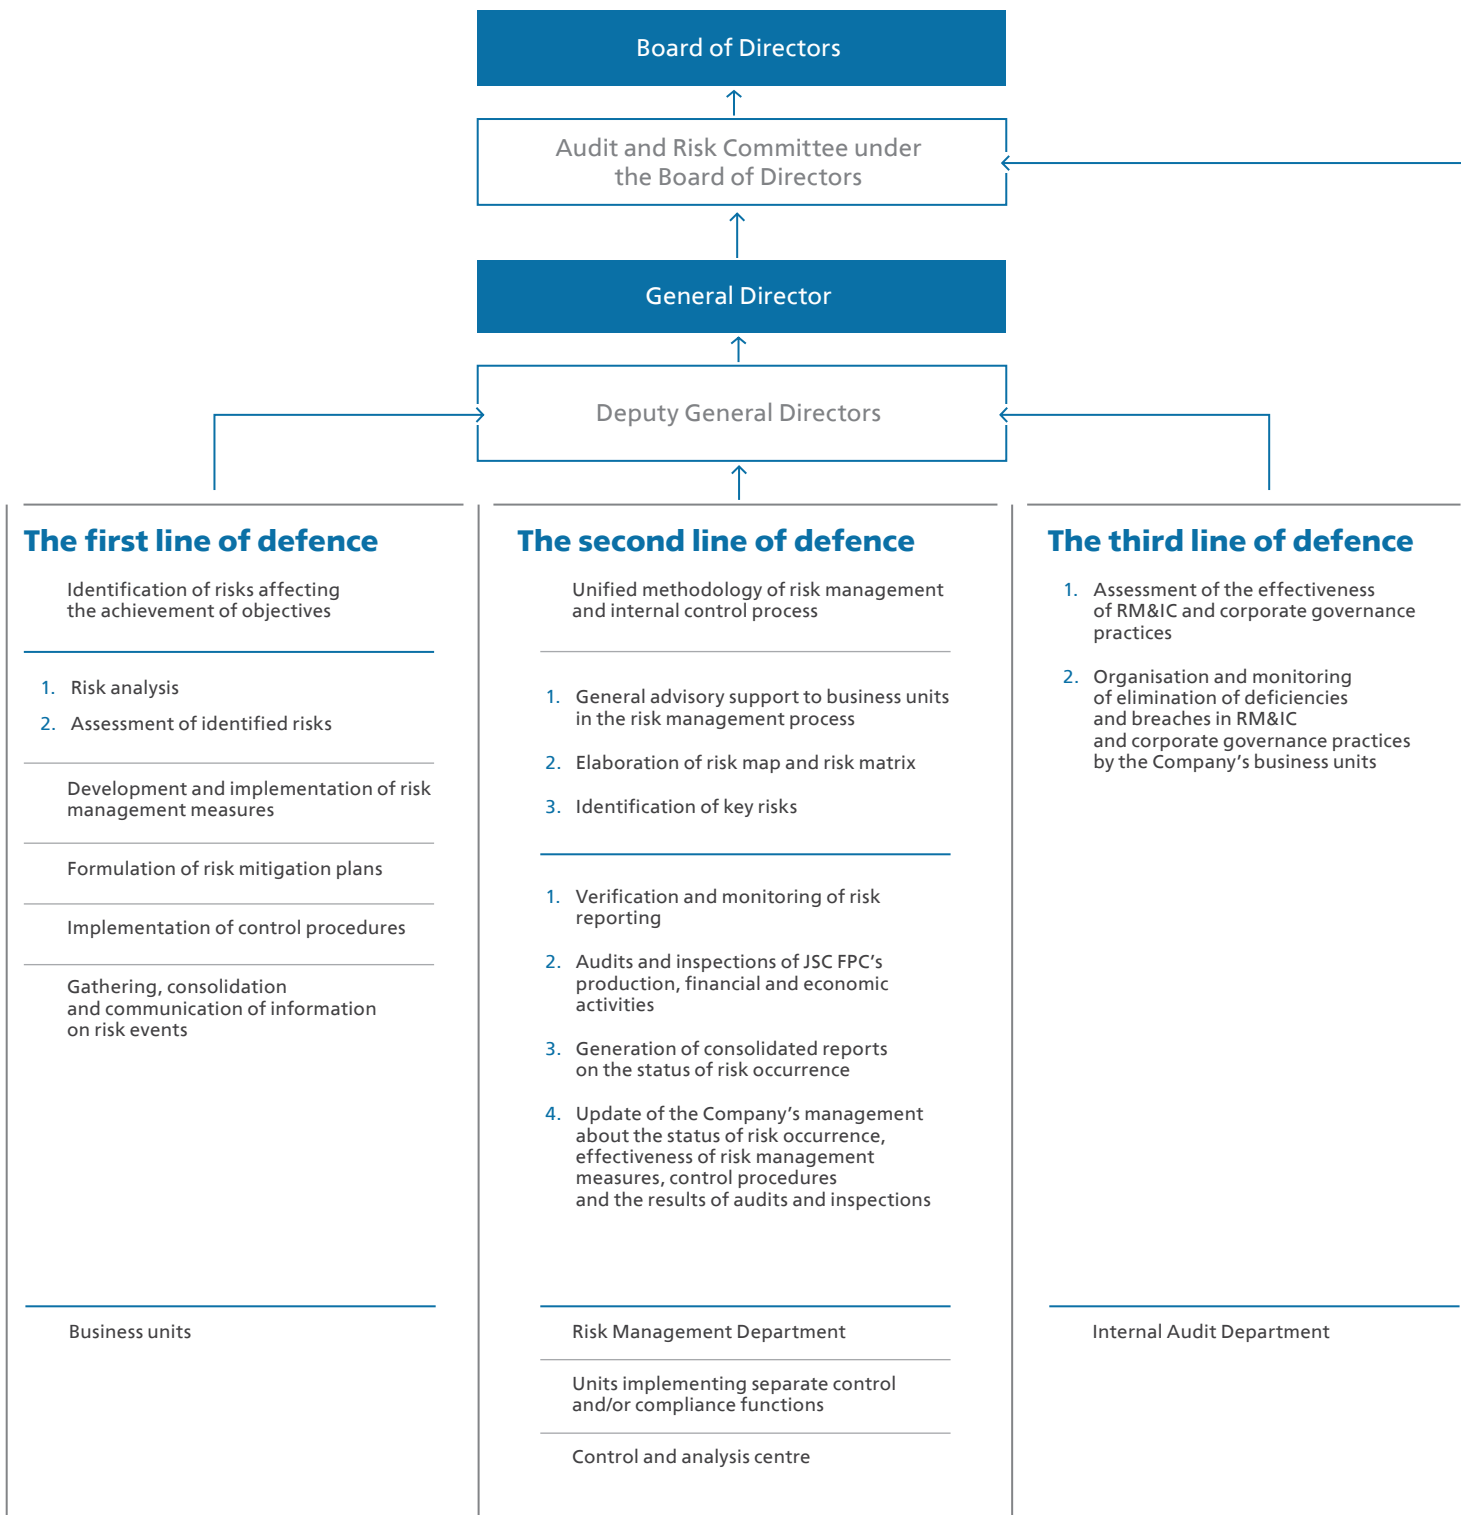 Board of Directors
Audit and Risk Committee under
the Board of Directors
General Director
Deputy General Directors
The first line of defence
Identification of risks affecting
the achievement of objectives
1. Risk analysis
2. Assessment of identified risks
Development and implementation of risk
management measures
Formulation of risk mitigation plans
Implementation of control procedures
Gathering, consolidation
and communication of information
on risk events
Business units
The second line of defence
Unified methodology of risk management
and internal control process
1. General advisory support to business units
in the risk management process
2. Elaboration of risk map and risk matrix
3. Identification of key risks
1. Verification and monitoring of risk
reporting
2. Audits and inspections of JSC FPC's
production, financial and economic
activities
3. Generation of consolidated reports
on the status of risk occurrence
4. Update of the Company's management
about the status of risk occurrence,
effectiveness of risk management
measures, control procedures
and the results of audits and inspections
Risk Management Department
Units implementing separate control
and/or compliance functions
Control and analysis centre
The third line of defence
1. Assessment of the effectiveness
of RM&IC and corporate governance
practices
2. Organisation and monitoring
of elimination of deficiencies
and breaches in RM&IC
and corporate governance practices
by the Company's business units
Internal Audit Department